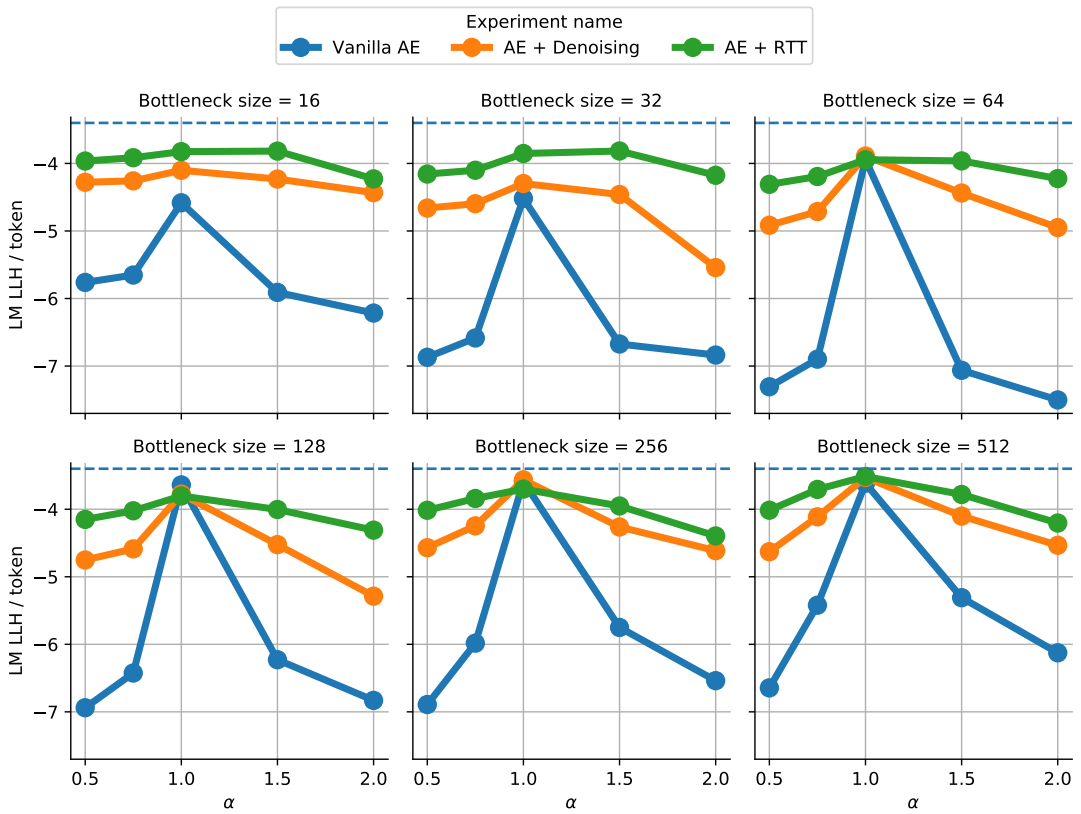 Experiment name
Vanilla AE AE + Denoising AE + RTT
Bottleneck size = 16 Bottleneck size = 32 Bottleneck size = 64
LM LLH / token
−4
−5
−6
−7
Bottleneck size = 128 Bottleneck size = 256 Bottleneck size = 512
LM LLH / token
−4
−5
−6
−7
0.5 1.0 1.5 2.0 0.5 1.0 1.5 2.0 0.5 1.0 1.5 2.0
α α α